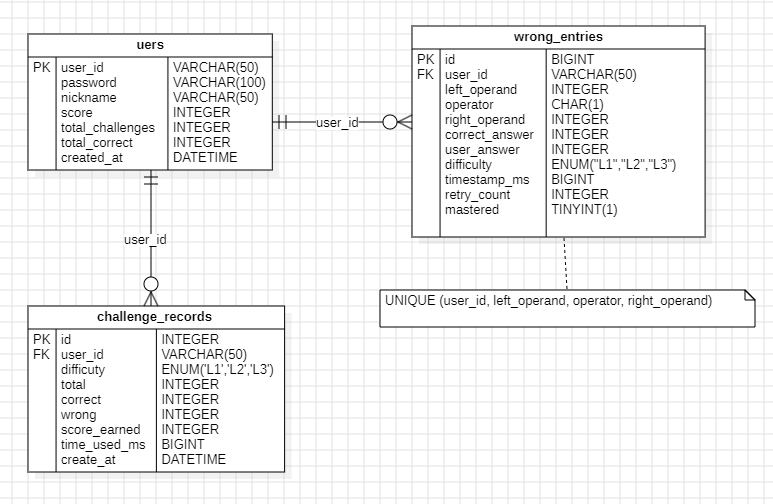 uers
PK user_id VARCHAR(50)
password VARCHAR(100)
nickname VARCHAR(50)
score INTEGER
total_challenges INTEGER
total_correct INTEGER
created_at DATETIME
user_id
wrong_entries
PK id BIGINT
FK user_id VARCHAR(50)
left_operand INTEGER
operator CHAR(1)
right_operand INTEGER
correct_answer INTEGER
user_answer INTEGER
difficulty ENUM("L1","L2","L3")
timestamp_ms BIGINT
retry_count INTEGER
mastered TINYINT(1)
user_id
UNIQUE (user_id, left_operand, operator, right_operand)
challenge_records
PK id INTEGER
FK user_id VARCHAR(50)
difficuty ENUM('L1','L2','L3')
total INTEGER
correct INTEGER
wrong INTEGER
score_earned INTEGER
time_used_ms BIGINT
create_at DATETIME